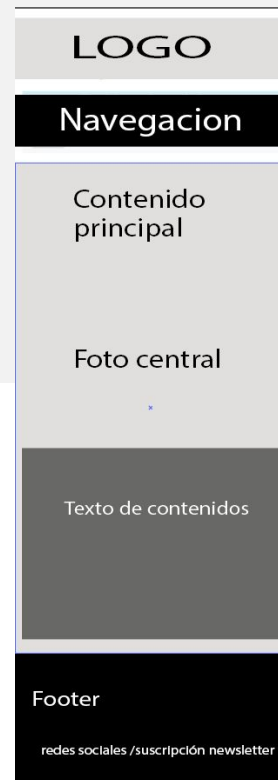 LOGO
Navegacion
Contenido
principal
Foto central
Texto de contenidos
Footer
redes sociales /suscripción newsletter